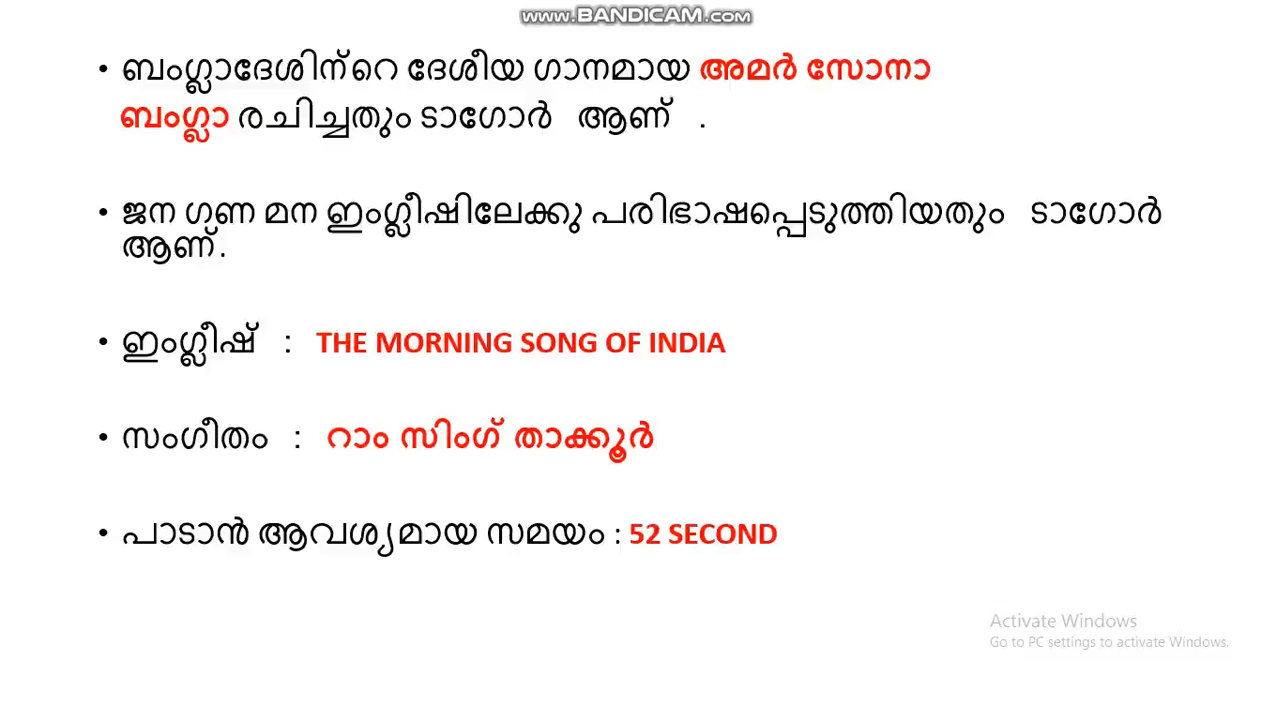 www.BANDICAM.com
• ബംഗ്ലാദേശിന്റെ ദേശീയ ഗാനമായ അമർ സോനാ
ബംഗ്ലാ രചിച്ചതും ടാഗോർ ആണ് .
• ജന ഗണ മന ഇംഗ്ലീഷിലേക്കു പരിഭാഷപ്പെടുത്തിയതും ടാഗോർ
ആണ്.
• ഇംഗ്ലീഷ് : THE MORNING SONG OF INDIA
• സംഗീതം : റാം സിംഗ് താക്കൂർ
• പാടാൻ ആവശ്യമായ സമയം : 52 SECOND
Activate Windows
Go to PC settings to activate Windows.